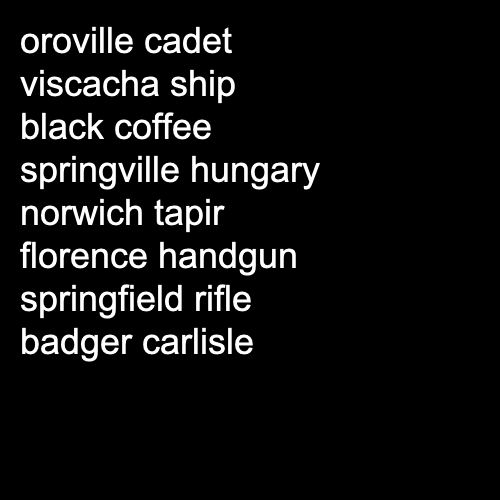 oroville cadet
viscacha ship
black coffee
springville hungary
norwich tapir
florence handgun
springfield rifle
badger carlisle